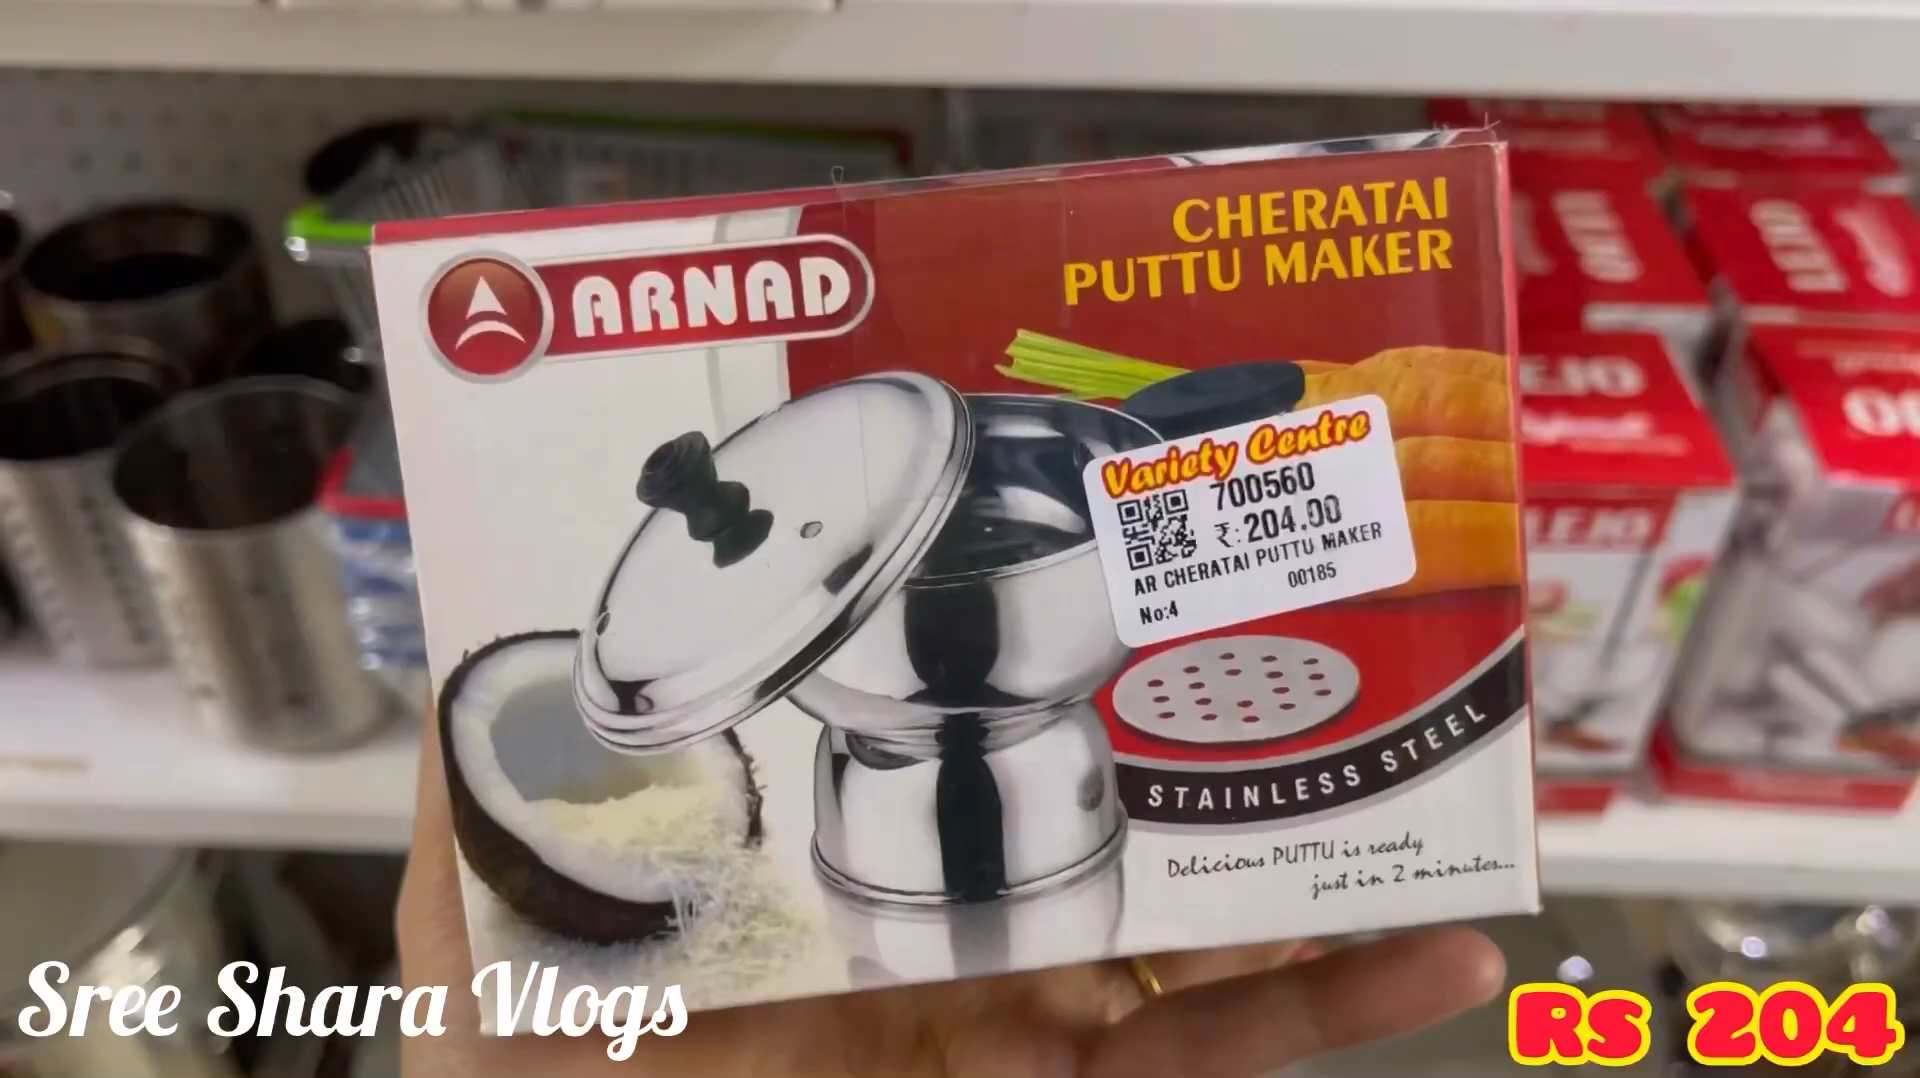 ARNAD
CHERATAI
PUTTU MAKER
Variety Centre
700560
₹:204.00
AR CHERATAI PUTTU MAKER
00185
No:4
STAINLESS STEEL
Delicious PUTTU is ready
just in 2 minutes...
Sree Shara Vlogs
RS 204